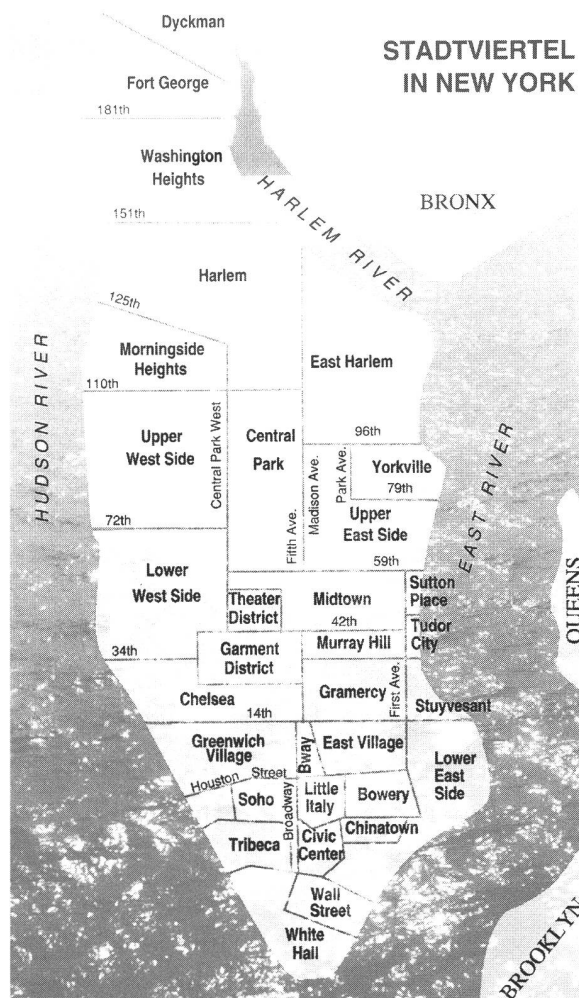 Dyckman
STADTVIERTEL
IN NEW YORK
Fort George
181th
Washington
Heights
HARLEM RIVER
BRONX
151th
Harlem
125th
HUDSON RIVER
Morningside
Heights
East Harlem
110th
Central Park West
Upper
West Side
Central
Park
96th
Madison Ave.
Park Ave.
Yorkville
79th
EAST RIVER
Upper
East Side
72th
Fifth Ave.
59th
Lower
West Side
Theater
District
Midtown
Sutton
Place
QUEENS
42th
Murray Hill
Tudor
City
34th
Garment
District
Chelsea
Gramercy
First Ave.
Stuyvesant
14th
Greenwich
Village
Bway
East Village
Lower
East
Side
Houston Street
Soho
Broadway
Little
Italy
Bowery
Tribeca
Civic
Center
Chinatown
Wall
Street
White
Hall
BROOKLYN